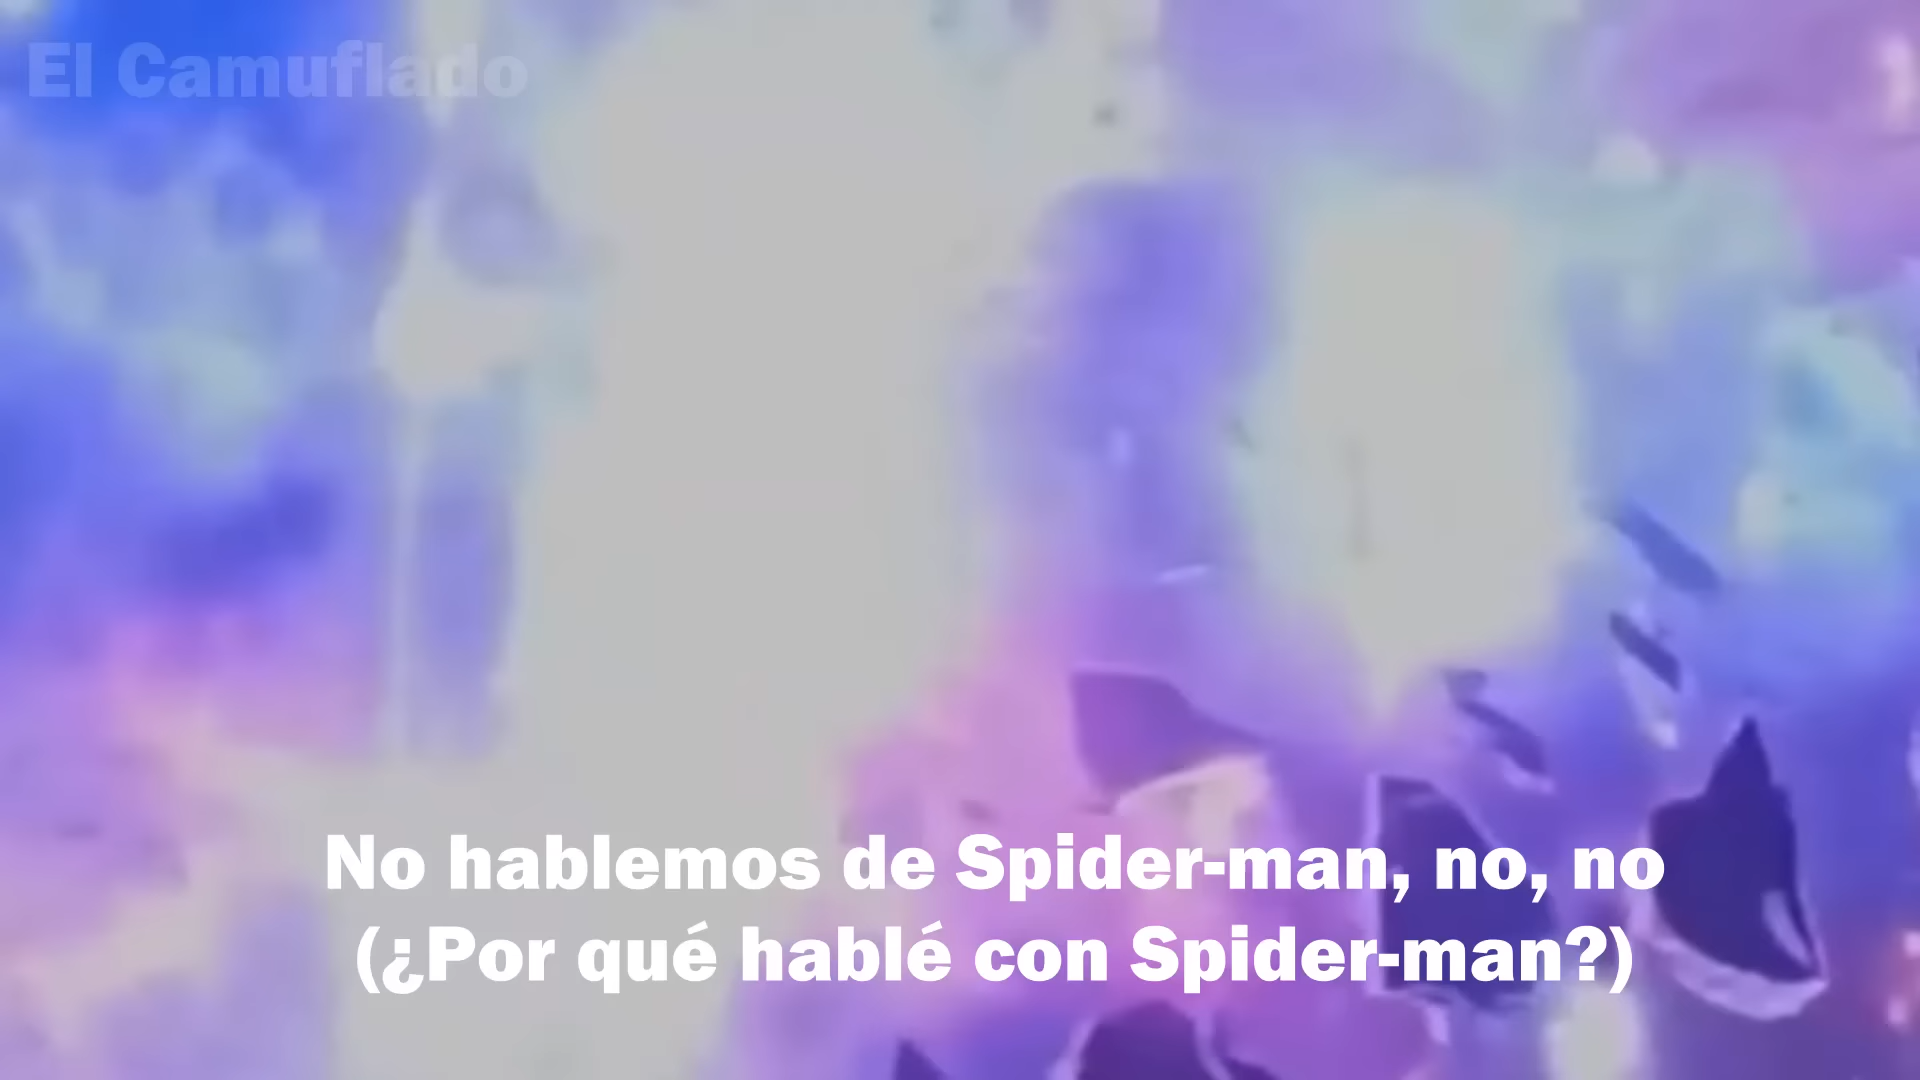 El Camuflado
No hablemos de Spider-man, no, no
(¿Por qué hablé con Spider-man?)